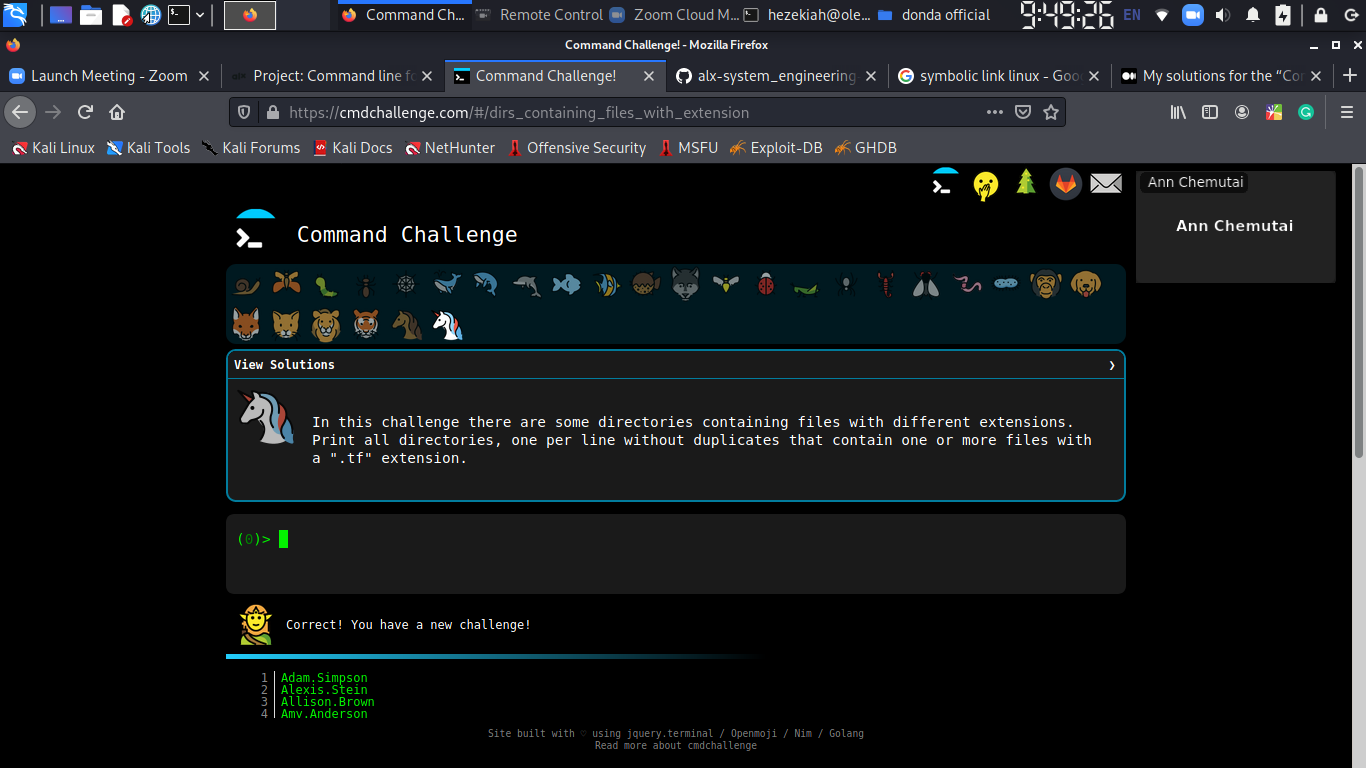 Command Ch...
Remote Control
Zoom Cloud M...
hezekiah@ole...
donda official
9:49:26
EN
Command Challenge! - Mozilla Firefox
Launch Meeting - Zoom
Project: Command line fo
Command Challenge!
alx-system_engineering
symbolic link linux - Goo
My solutions for the “Co
https://cmdchallenge.com/#/dirs_containing_files_with_extension
Kali Linux
Kali Tools
Kali Forums
Kali Docs
NetHunter
Offensive Security
MSFU
Exploit-DB
GHDB
Ann Chemutai
Ann Chemutai
Command Challenge
View Solutions
In this challenge there are some directories containing files with different extensions.
Print all directories, one per line without duplicates that contain one or more files with
a ".tf" extension.
(0)>
Correct! You have a new challenge!
1 Adam.Simpson
2 Alexis.Stein
3 Allison.Brown
4 Amy.Anderson
Site built with ♡ using jquery.terminal / Openmoji / Nim / Golang
Read more about cmdchallenge